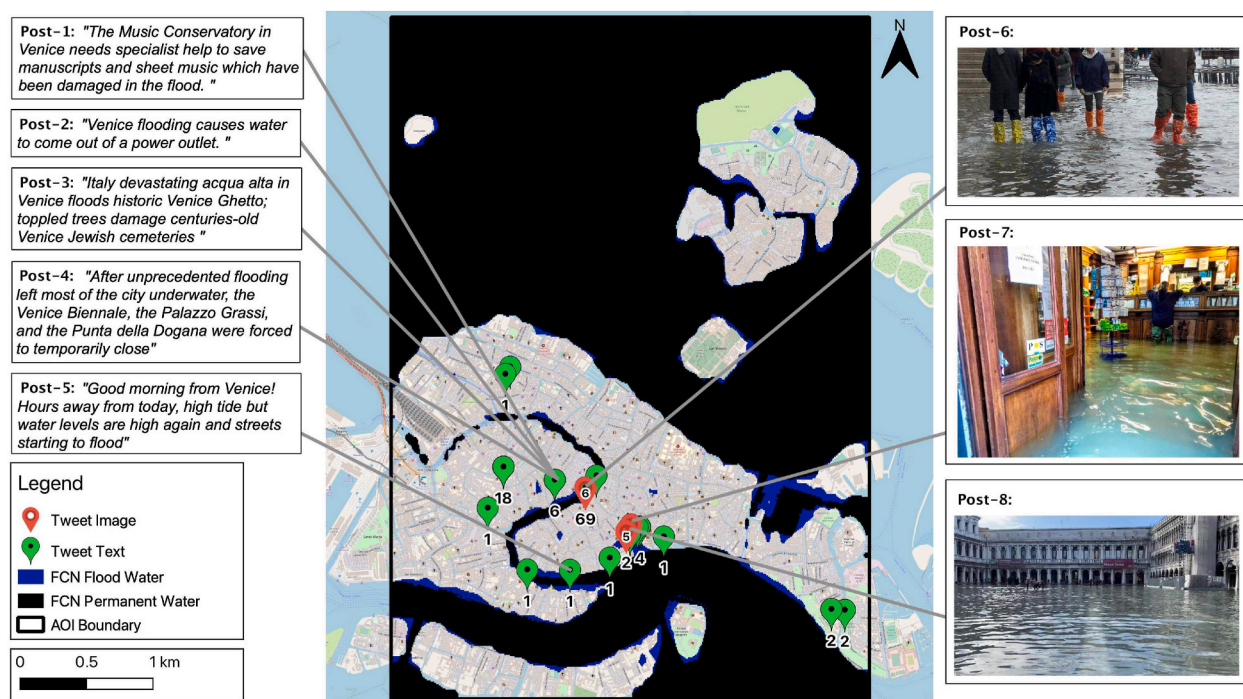 Post-1: "The Music Conservatory in
Venice needs specialist help to save
manuscripts and sheet music which have
been damaged in the flood. "
Post-2: "Venice flooding causes water
to come out of a power outlet. "
Post-3: "Italy devastating acqua alta in
Venice floods historic Venice Ghetto;
toppled trees damage centuries-old
Venice Jewish cemeteries "
Post-4: "After unprecedented flooding
left most of the city underwater, the
Venice Biennale, the Palazzo Grassi,
and the Punta della Dogana were forced
to temporarily close"
Post-5: "Good morning from Venice!
Hours away from today, high tide but
water levels are high again and streets
starting to flood"
Legend
Tweet Image
Tweet Text
FCN Flood Water
FCN Permanent Water
AOI Boundary
0 0.5 1 km
N
1
18
6
6
69
1
5
2
4
1
1
1
1
2
2
Post-6:
Post-7:
Post-8: